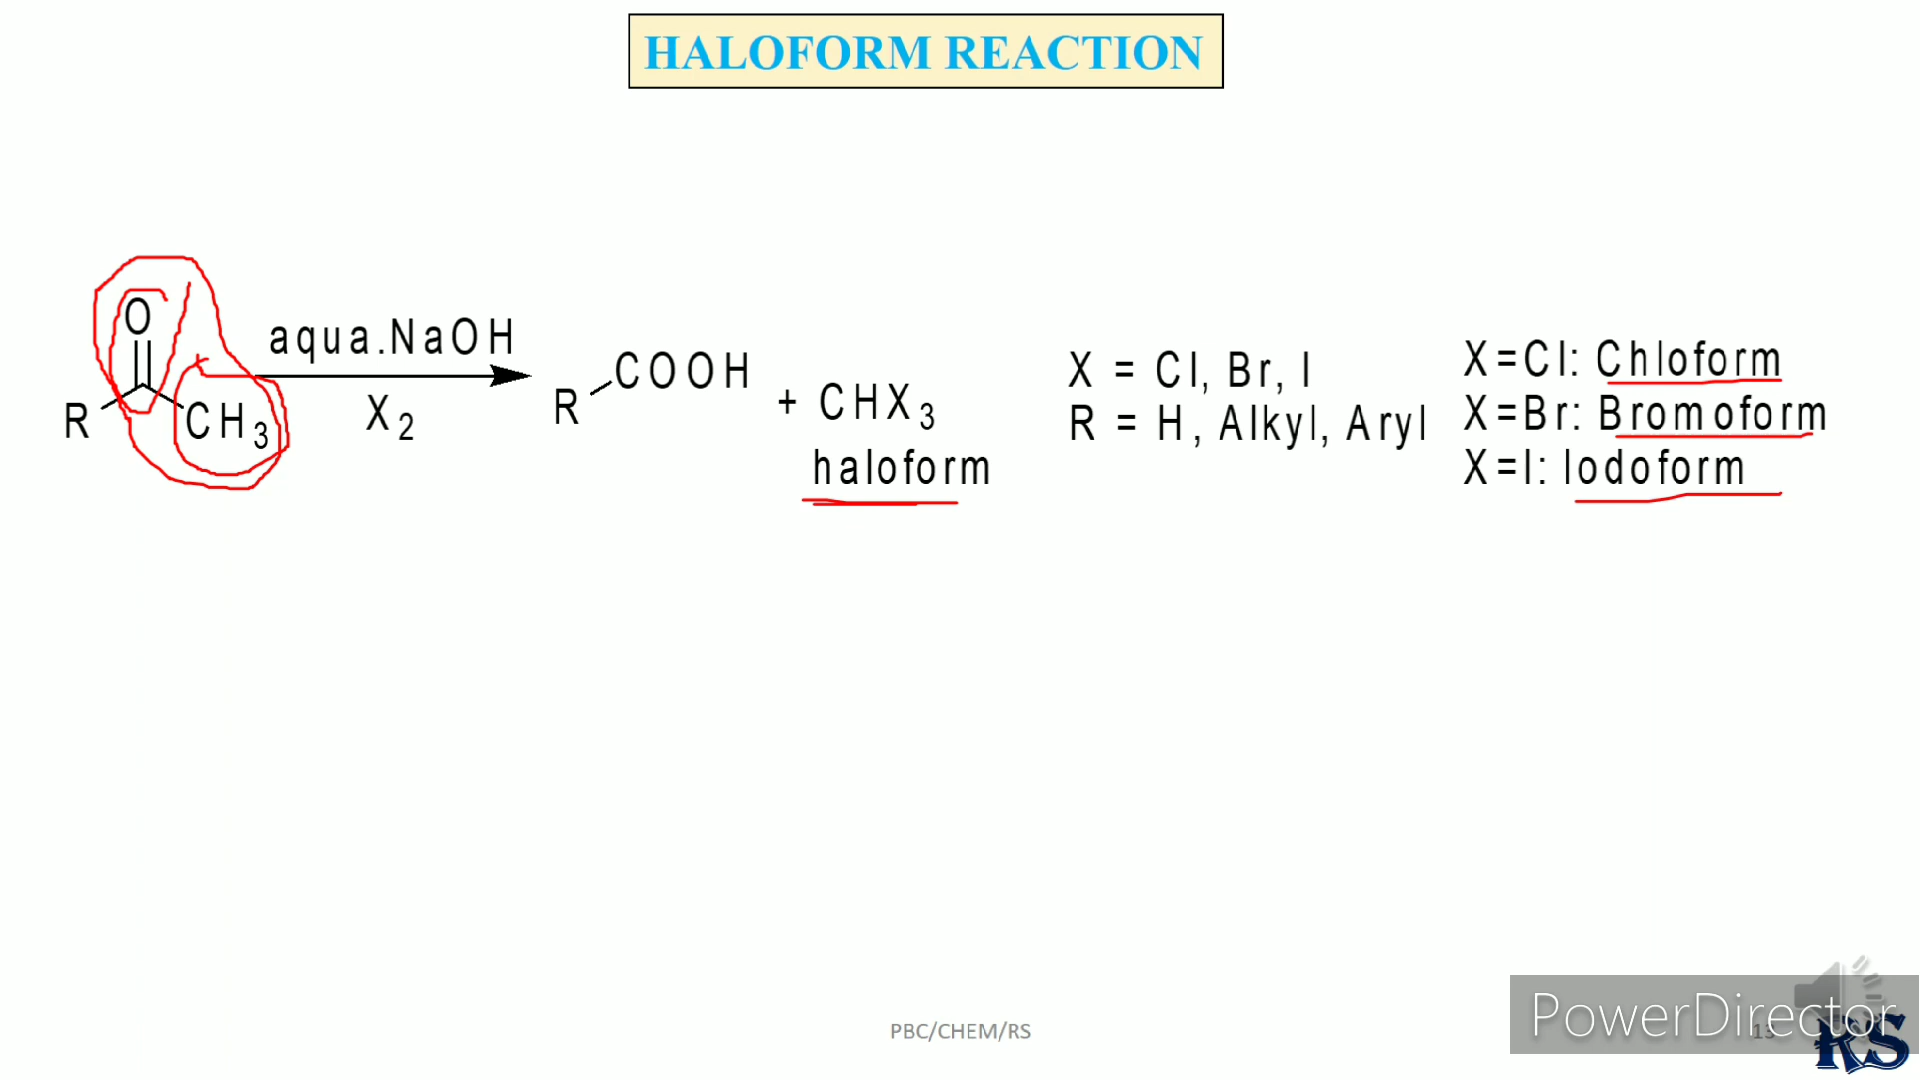 HALOFORM REACTION
O
R CH3
aqua.NaOH
X2
R COOH
+ CHX3
haloform
X = Cl, Br, I
R = H, Alkyl, Aryl
X=Cl: Chloform
X=Br: Bromoform
X=I: Iodoform
PBC/CHEM/RS
13
PowerDirector
RS